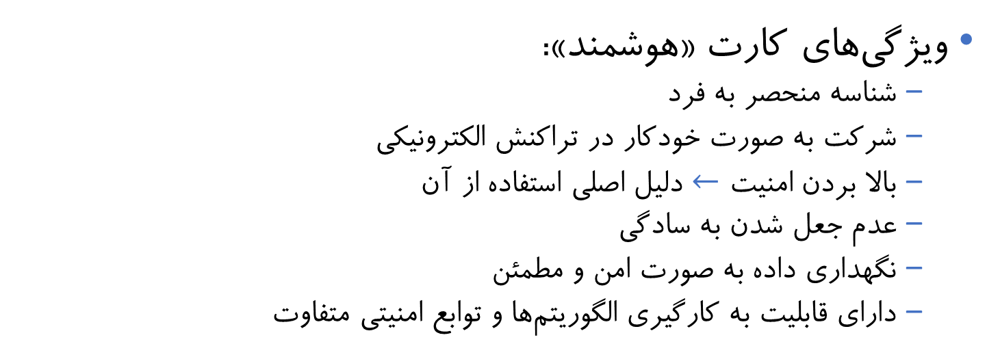 • ویژگی‌های کارت «هوشمند»:
– شناسه منحصر به فرد
– شرکت به صورت خودکار در تراکنش الکترونیکی
– بالا بردن امنیت ← دلیل اصلی استفاده از آن
– عدم جعل شدن به سادگی
– نگهداری داده به صورت امن و مطمئن
– دارای قابلیت به کارگیری الگوریتم‌ها و توابع امنیتی متفاوت